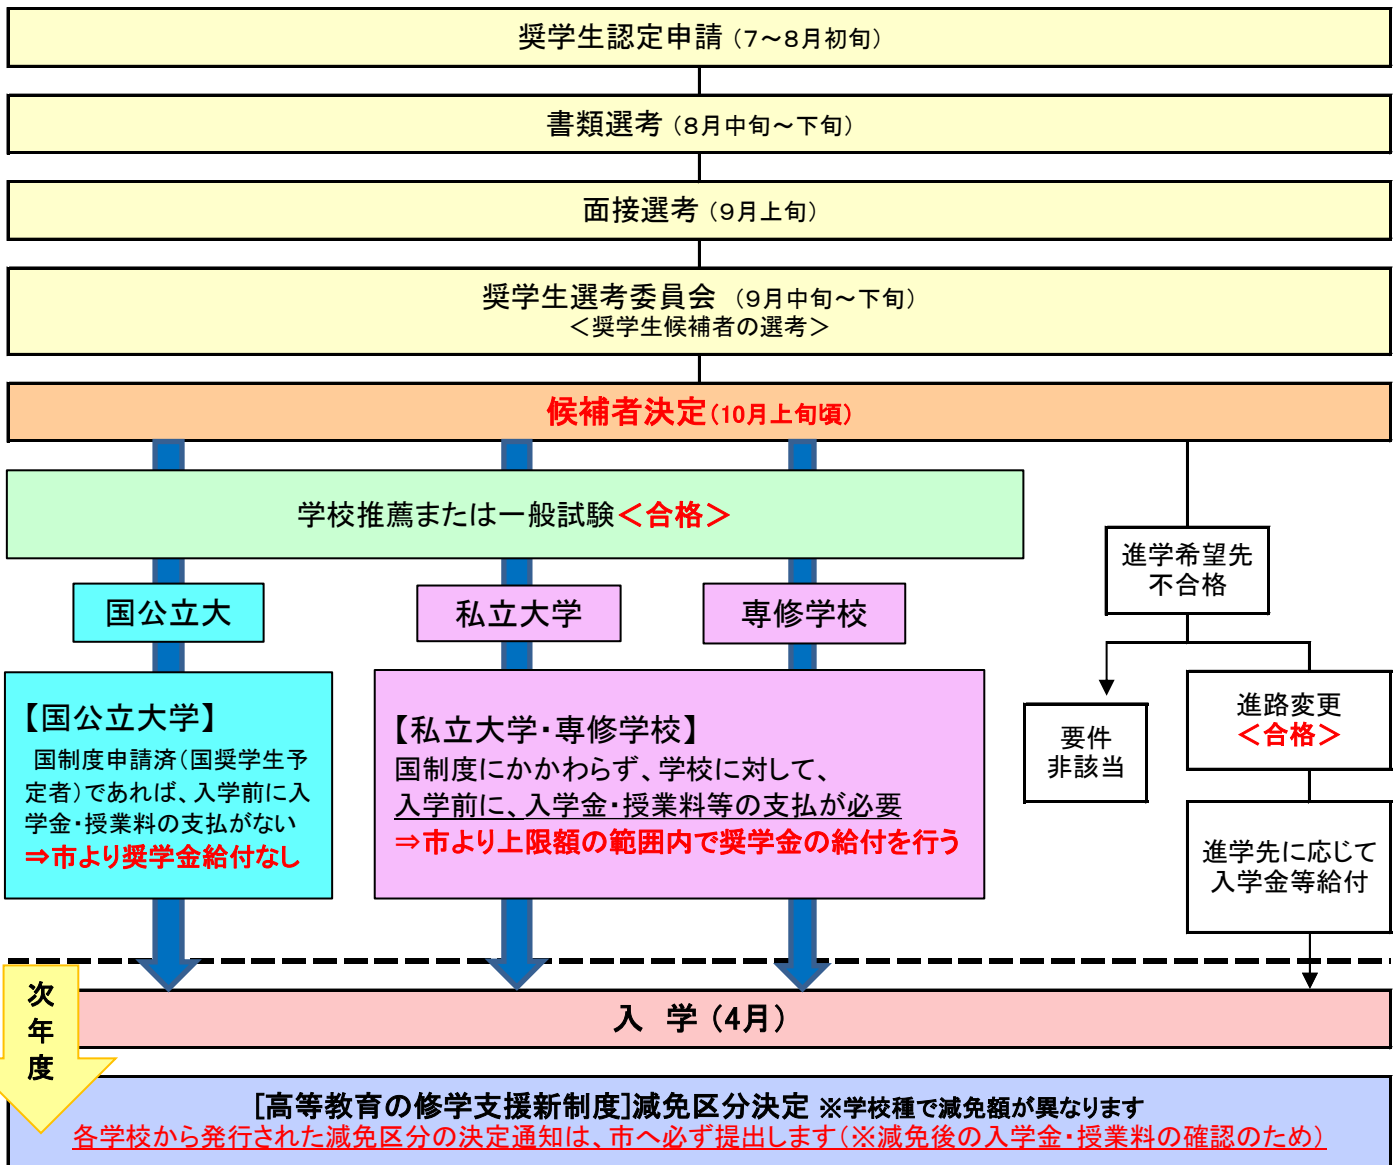 奨学生認定申請（7～8月初旬）
書類選考（8月中旬～下旬）
面接選考（9月上旬）
奨学生選考委員会　（9月中旬～下旬）
＜奨学生候補者の選考＞
候補者決定（10月上旬頃）
学校推薦または一般試験＜合格＞
国公立大
私立大学
専修学校
進学希望先
不合格
【国公立大学】
国制度申請済（国奨学生予
定者）であれば、入学前に入
学金・授業料の支払がない
⇒市より奨学金給付なし
【私立大学・専修学校】
国制度にかかわらず、学校に対して、
入学前に、入学金・授業料等の支払が必要
⇒市より上限額の範囲内で奨学金の給付を行う
要件
非該当
進路変更
＜合格＞
進学先に応じて
入学金等給付
次
年
度
入　学（4月）
[高等教育の修学支援新制度]減免区分決定 ※学校種で減免額が異なります
各学校から発行された減免区分の決定通知は、市へ必ず提出します（※減免後の入学金・授業料の確認のため）